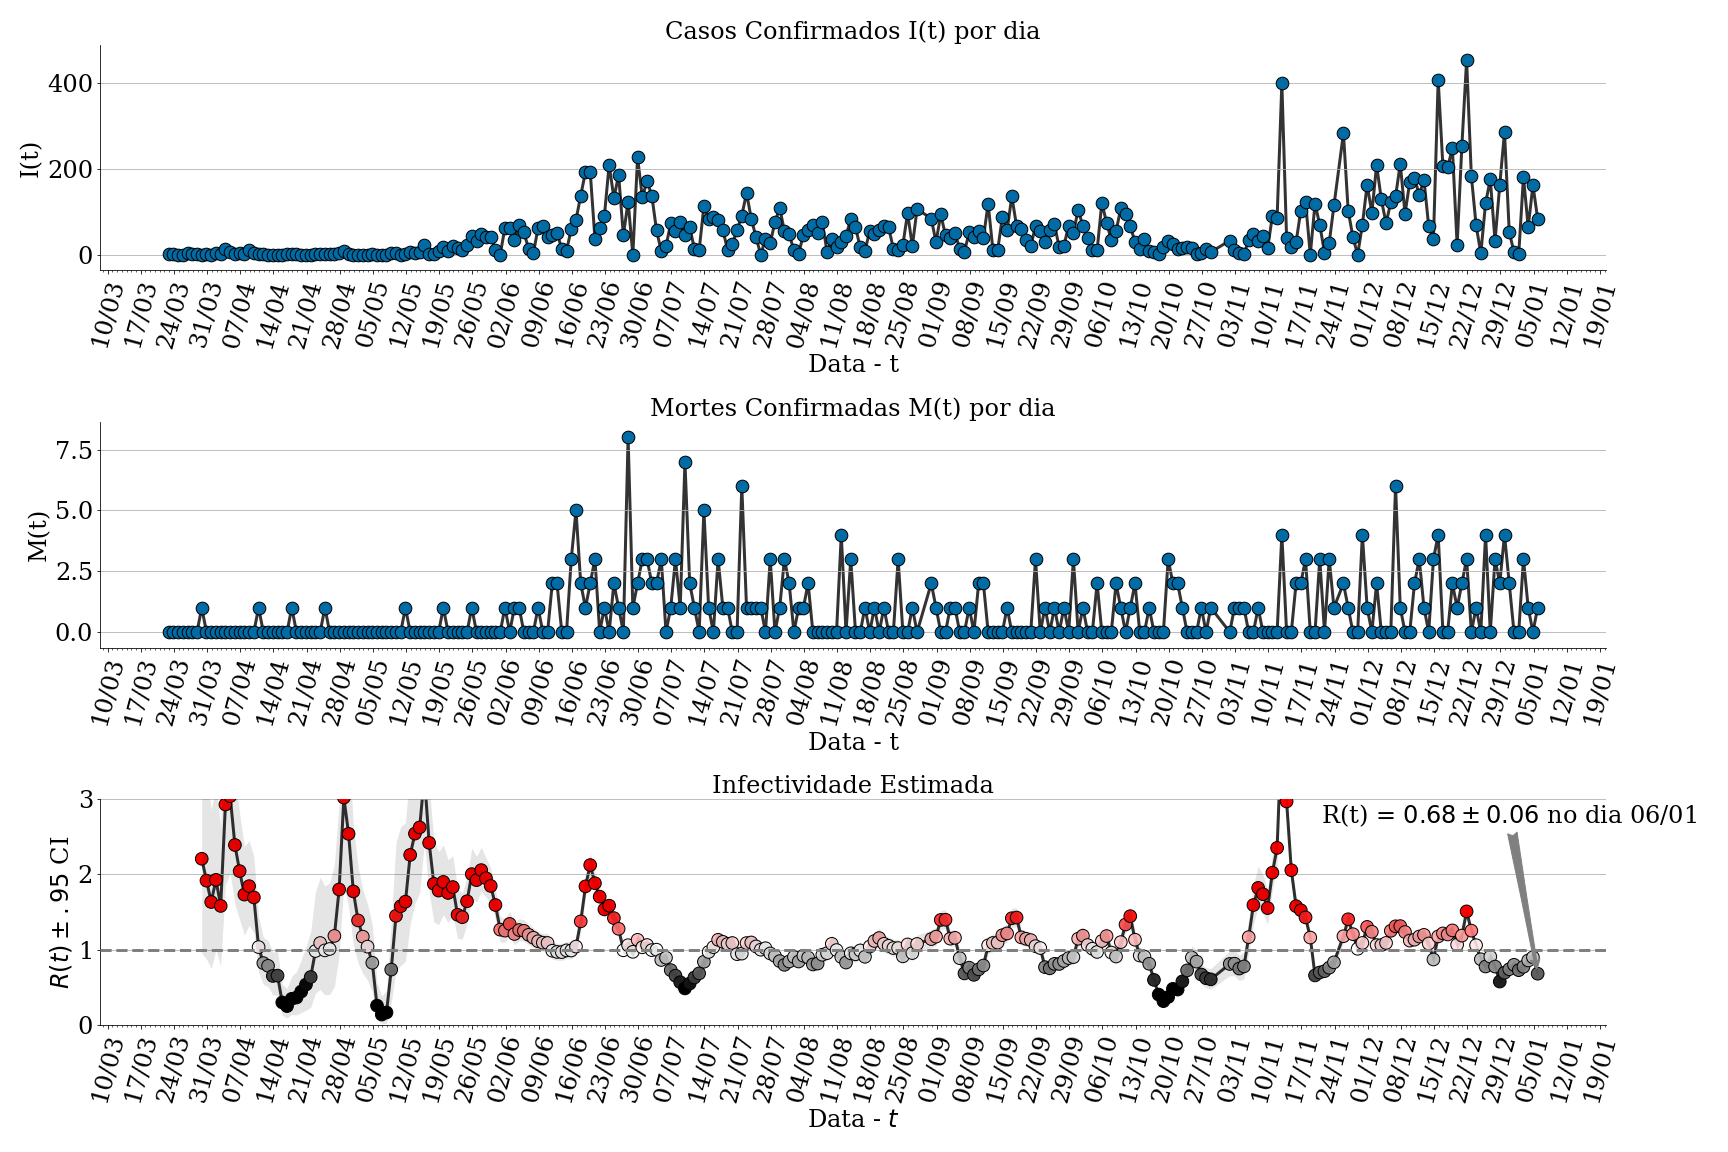 Casos Confirmados I(t) por dia
I(t)
400
200
0
10/03 17/03 24/03 31/03 07/04 14/04 21/04 28/04 05/05 12/05 19/05 26/05 02/06 09/06 16/06 23/06 30/06 07/07 14/07 21/07 28/07 04/08 11/08 18/08 25/08 01/09 08/09 15/09 22/09 29/09 06/10 13/10 20/10 27/10 03/11 10/11 17/11 24/11 01/12 08/12 15/12 22/12 29/12 05/01 12/01 19/01
Data - t
Mortes Confirmadas M(t) por dia
M(t)
7.5
5.0
2.5
0.0
10/03 17/03 24/03 31/03 07/04 14/04 21/04 28/04 05/05 12/05 19/05 26/05 02/06 09/06 16/06 23/06 30/06 07/07 14/07 21/07 28/07 04/08 11/08 18/08 25/08 01/09 08/09 15/09 22/09 29/09 06/10 13/10 20/10 27/10 03/11 10/11 17/11 24/11 01/12 08/12 15/12 22/12 29/12 05/01 12/01 19/01
Data - t
Infectividade Estimada
R(t) ± .95 CI
3
2
1
0
R(t) = 0.68 ± 0.06 no dia 06/01
10/03 17/03 24/03 31/03 07/04 14/04 21/04 28/04 05/05 12/05 19/05 26/05 02/06 09/06 16/06 23/06 30/06 07/07 14/07 21/07 28/07 04/08 11/08 18/08 25/08 01/09 08/09 15/09 22/09 29/09 06/10 13/10 20/10 27/10 03/11 10/11 17/11 24/11 01/12 08/12 15/12 22/12 29/12 05/01 12/01 19/01
Data - t